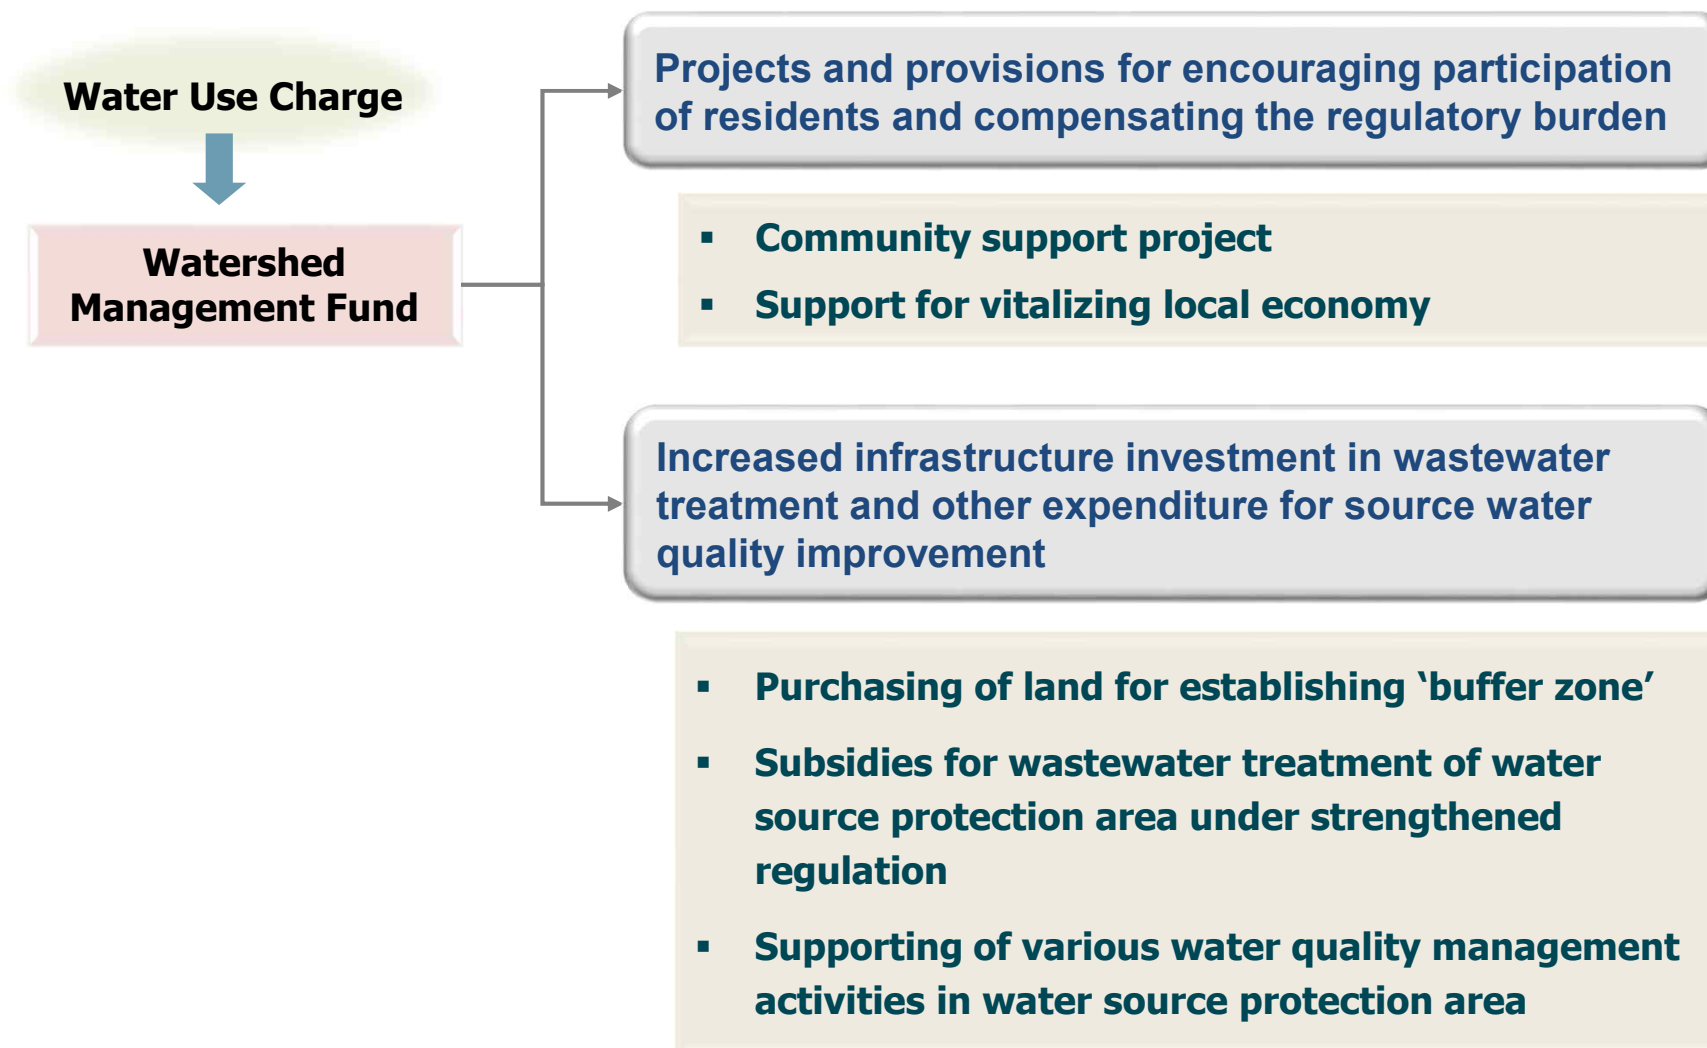 Water Use Charge
Watershed
Management Fund
Projects and provisions for encouraging participation
of residents and compensating the regulatory burden
▪ Community support project
▪ Support for vitalizing local economy
Increased infrastructure investment in wastewater
treatment and other expenditure for source water
quality improvement
▪ Purchasing of land for establishing ‘buffer zone’
▪ Subsidies for wastewater treatment of water
source protection area under strengthened
regulation
▪ Supporting of various water quality management
activities in water source protection area